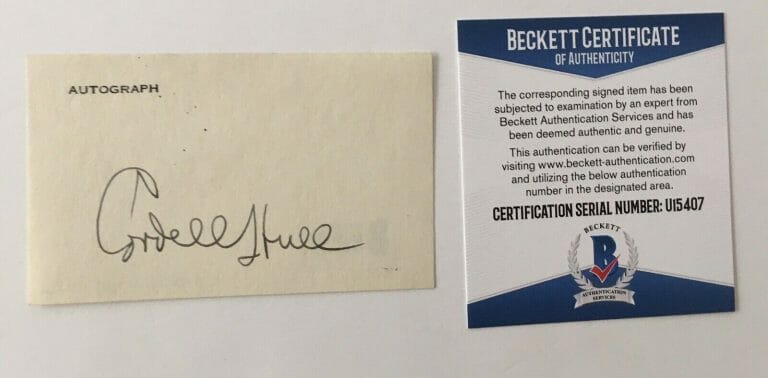 AUTOGRAPH
Cordell Hull
BECKETT CERTIFICATE
OF AUTHENTICITY
The corresponding signed item has been
subjected to examination by an expert from
Beckett Authentication Services and has
been deemed authentic and genuine.
This authentication can be verified by
visiting www.beckett-authentication.com
and utilizing the below authentication
number in the designated area.
CERTIFICATION SERIAL NUMBER: U15407
BECKETT
B
AUTHENTICATION
SERVICES